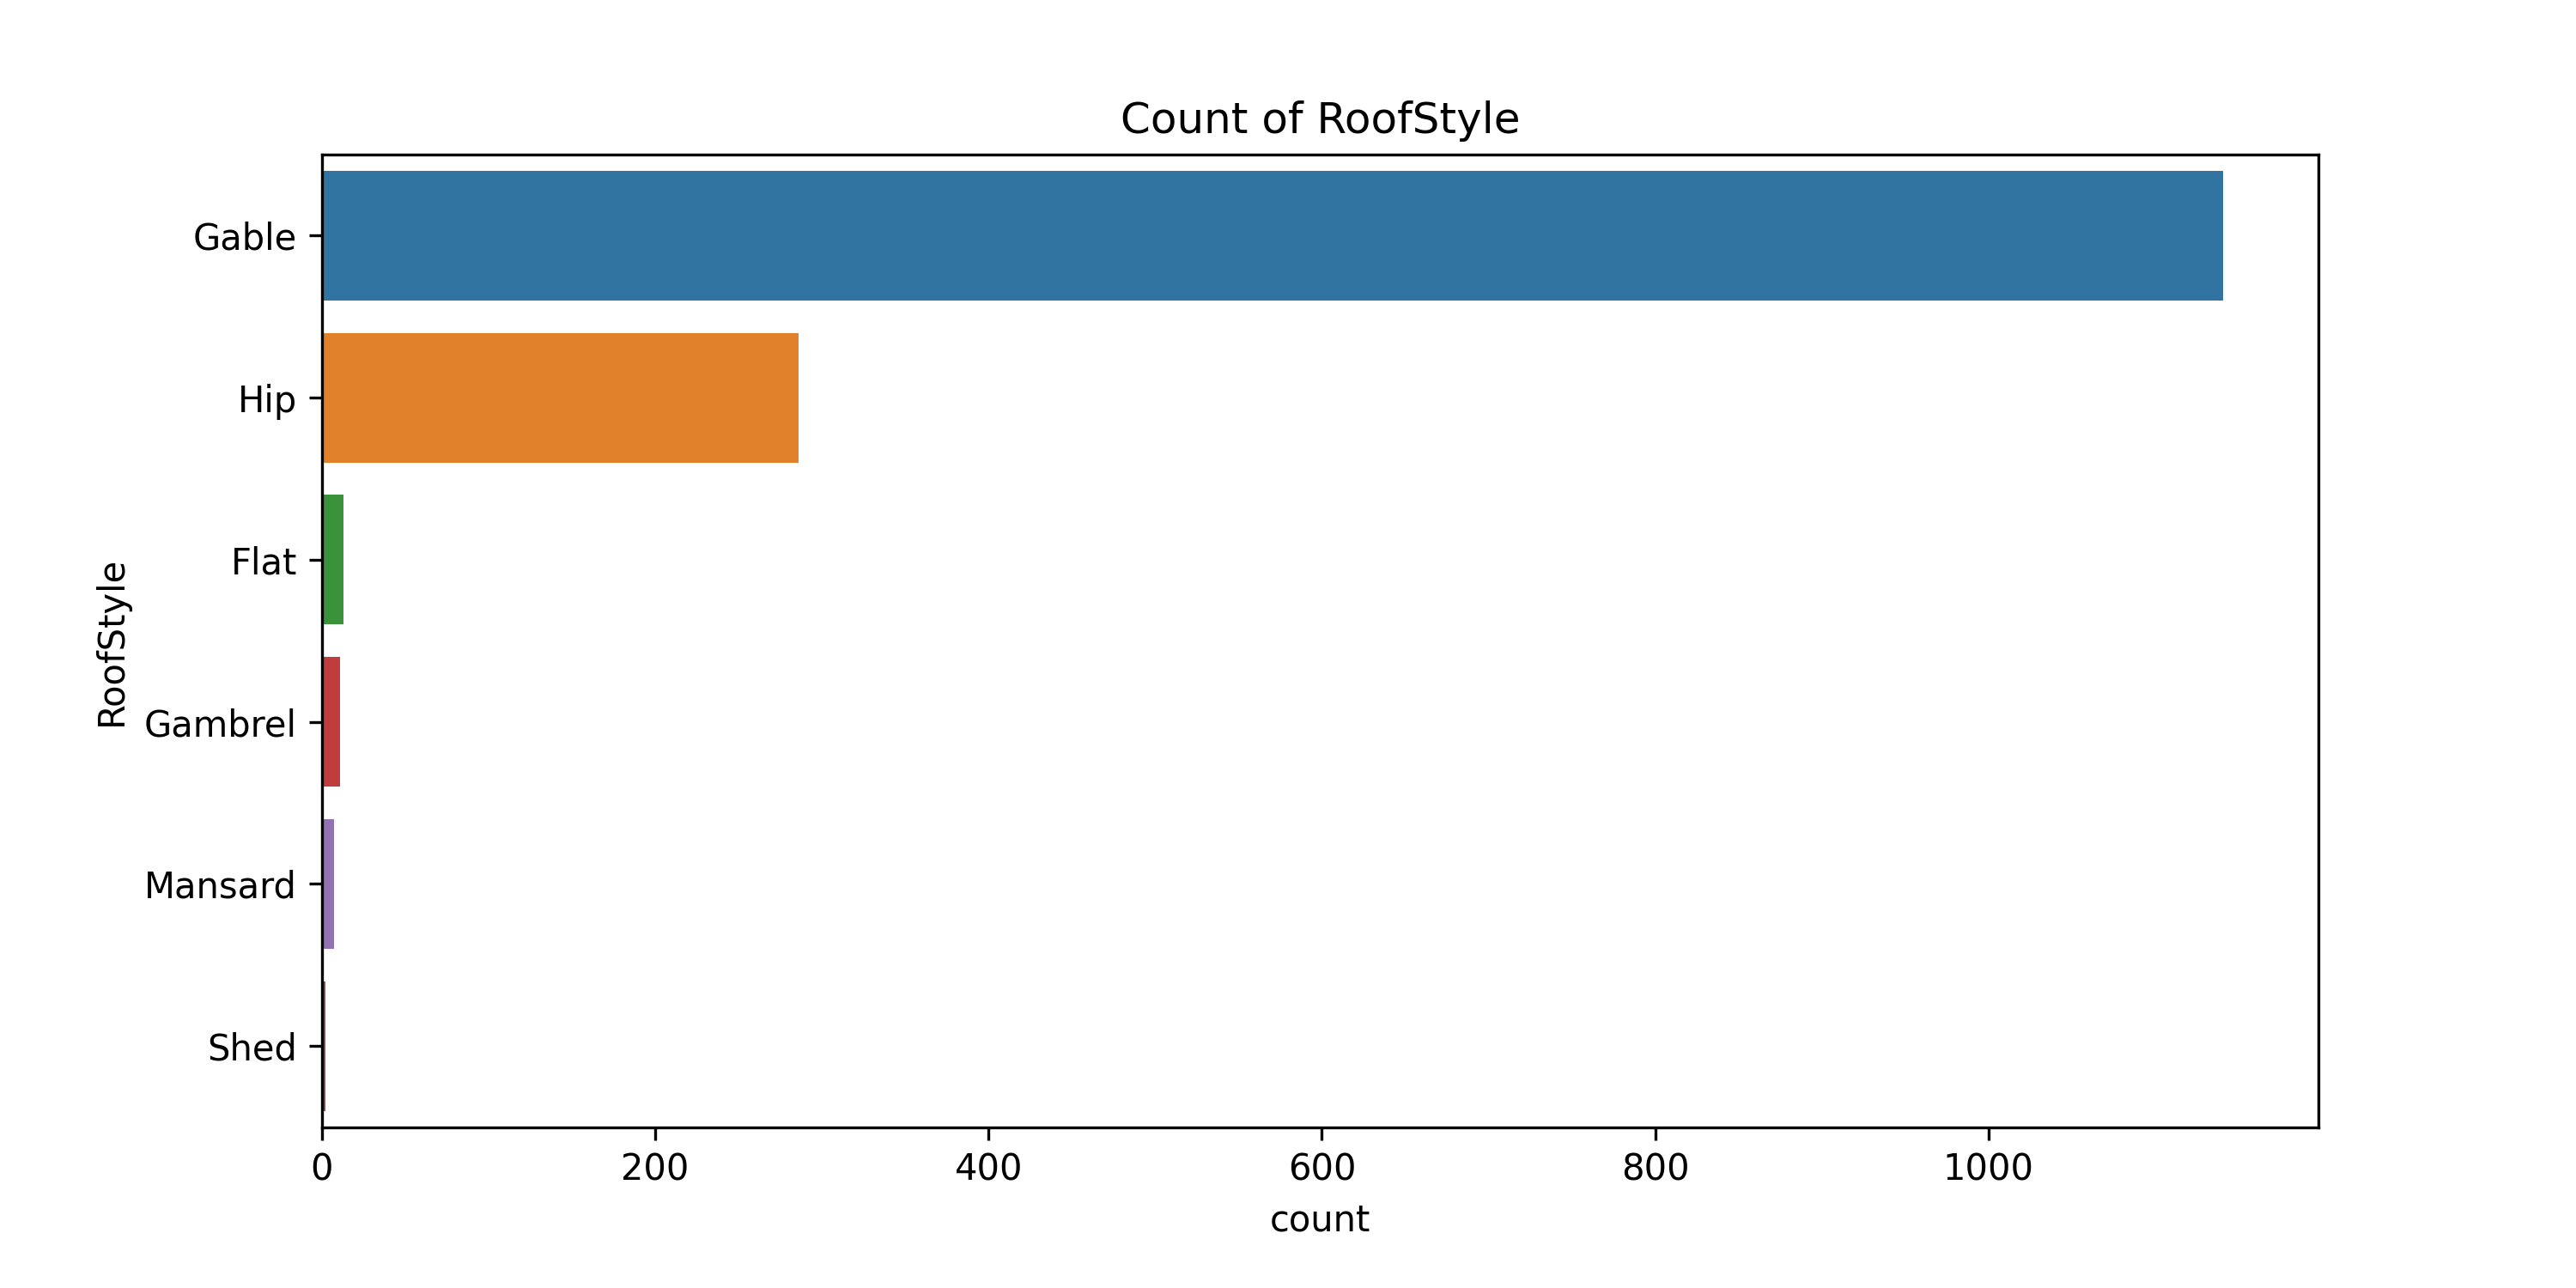 Count of RoofStyle
RoofStyle
Gable
Hip
Flat
Gambrel
Mansard
Shed
0 200 400 600 800 1000
count